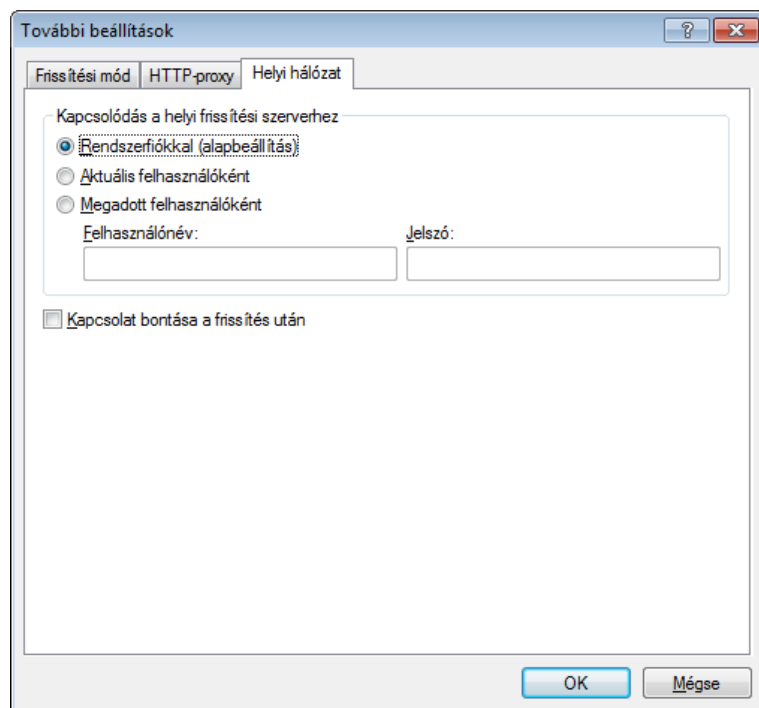 További beállítások
Frissítési mód HTTP-proxy Helyi hálózat
Kapcsolódás a helyi frissítési szerverhez
Rendszerfiókkal (alapbeállítás)
Aktuális felhasználóként
Megadott felhasználóként
Felhasználónév: Jelszó:
Kapcsolat bontása a frissítés után
OK Mégse